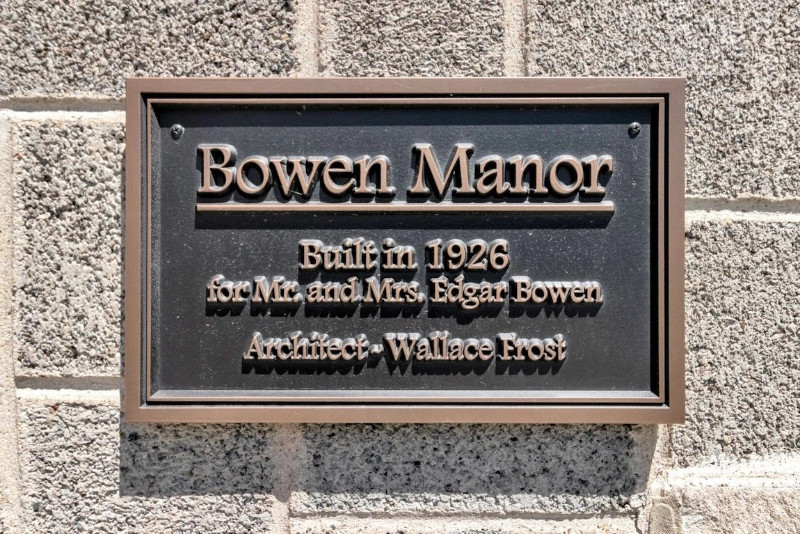 Bowen Manor
Built in 1926
for Mr. and Mrs. Edgar Bowen
Architect - Wallace Frost